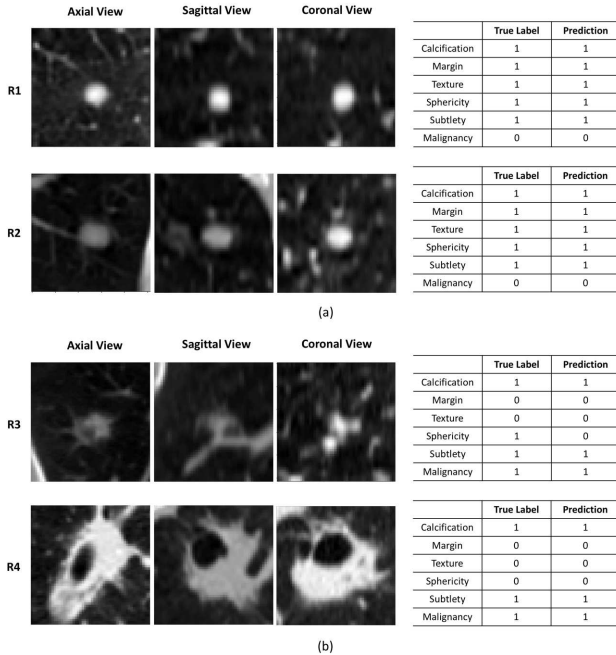 Axial View Sagittal View Coronal View
True Label Prediction
R1
Calcification 1 1
Margin 1 1
Texture 1 1
Sphericity 1 1
Subtlety 1 1
Malignancy 0 0
True Label Prediction
R2
Calcification 1 1
Margin 1 1
Texture 1 1
Sphericity 1 1
Subtlety 1 1
Malignancy 0 0
(a)
Axial View Sagittal View Coronal View
True Label Prediction
R3
Calcification 1 1
Margin 0 0
Texture 0 0
Sphericity 1 0
Subtlety 1 1
Malignancy 1 1
True Label Prediction
R4
Calcification 1 1
Margin 0 0
Texture 0 0
Sphericity 0 0
Subtlety 1 1
Malignancy 1 1
(b)